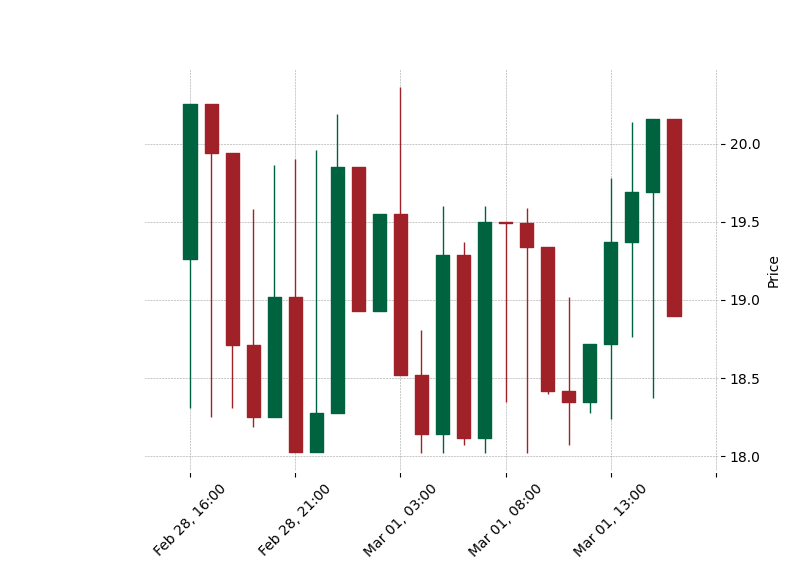 20.0
19.5
19.0
18.5
18.0
Price
Feb 28, 16:00
Feb 28, 21:00
Mar 01, 03:00
Mar 01, 08:00
Mar 01, 13:00